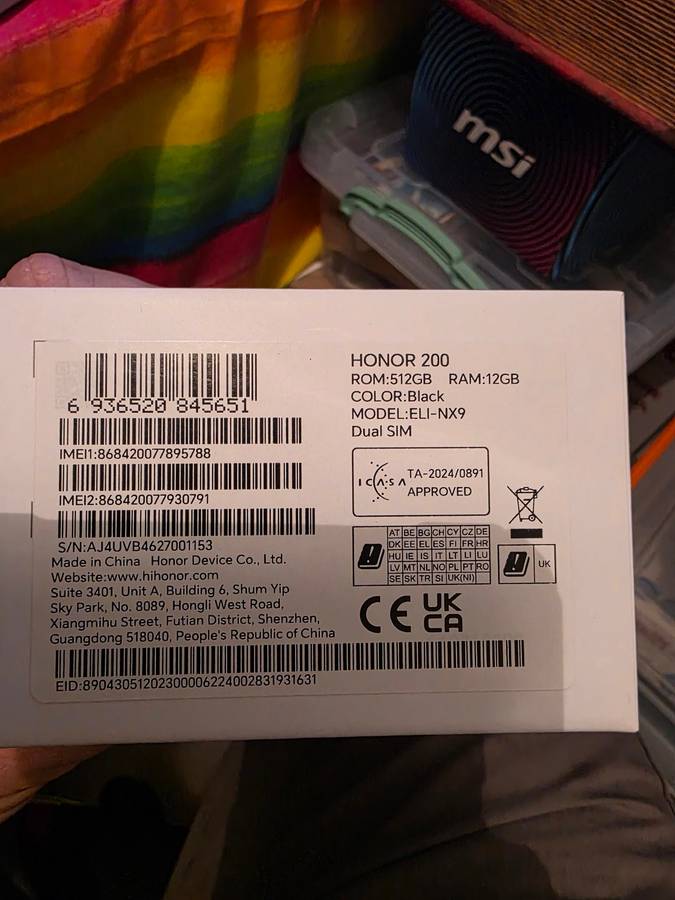 msi
6 936520 845651
IMEI1:868420077895788
IMEI2:868420077930791
S/N:AJ4UVB4627001153
Made in China Honor Device Co., Ltd.
Website:www.hihonor.com
Suite 3401, Unit A, Building 6, Shum Yip
Sky Park, No. 8089, Hongli West Road,
Xiangmihu Street, Futian District, Shenzhen,
Guangdong 518040, People's Republic of China
EID:89043051202300006224002831931631
HONOR 200
ROM:512GB RAM:12GB
COLOR:Black
MODEL:ELI-NX9
Dual SIM
ICASA
TA-2024/0891
APPROVED
AT BE BG CH CY CZ DE
DK EE EL ES FI FR HR
HU IE IS IT LT LI LU
LV MT NL NO PL PT RO
SE SK TR SI UK(NI)
UK
CE
UK
CA